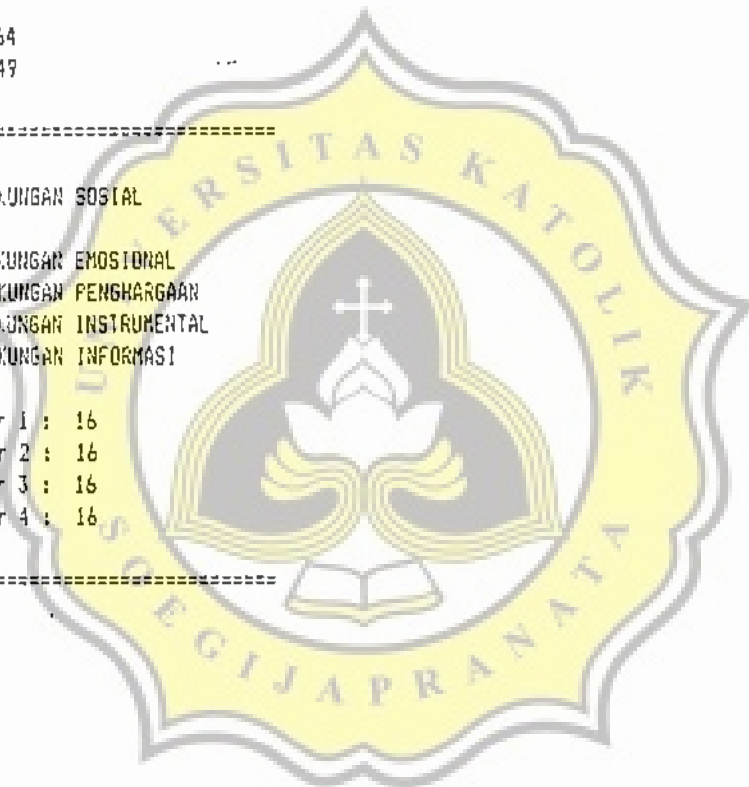 64
49
==============================
KUNGAN SOSIAL
KUNGAN EMOSIONAL
KUNGAN PENGHARGAAN
KUNGAN INSTRUMENTAL
KUNGAN INFORMASI
r 1 : 16
r 2 : 16
r 3 : 16
r 4 : 16
==============================
UNIVERSITAS KATOLIK
SOEGIJAPRANATA